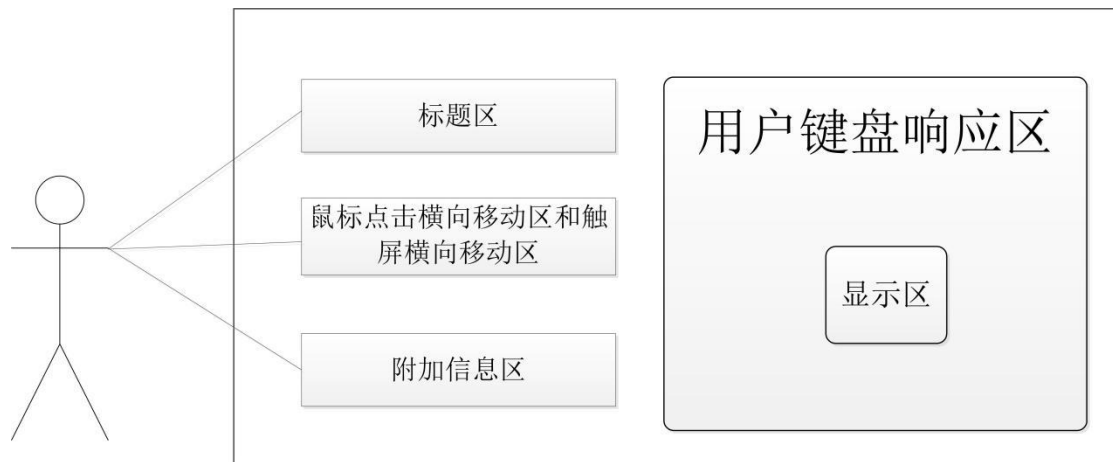 标题区
鼠标点击横向移动区和触
屏横向移动区
附加信息区
用户键盘响应区
显示区